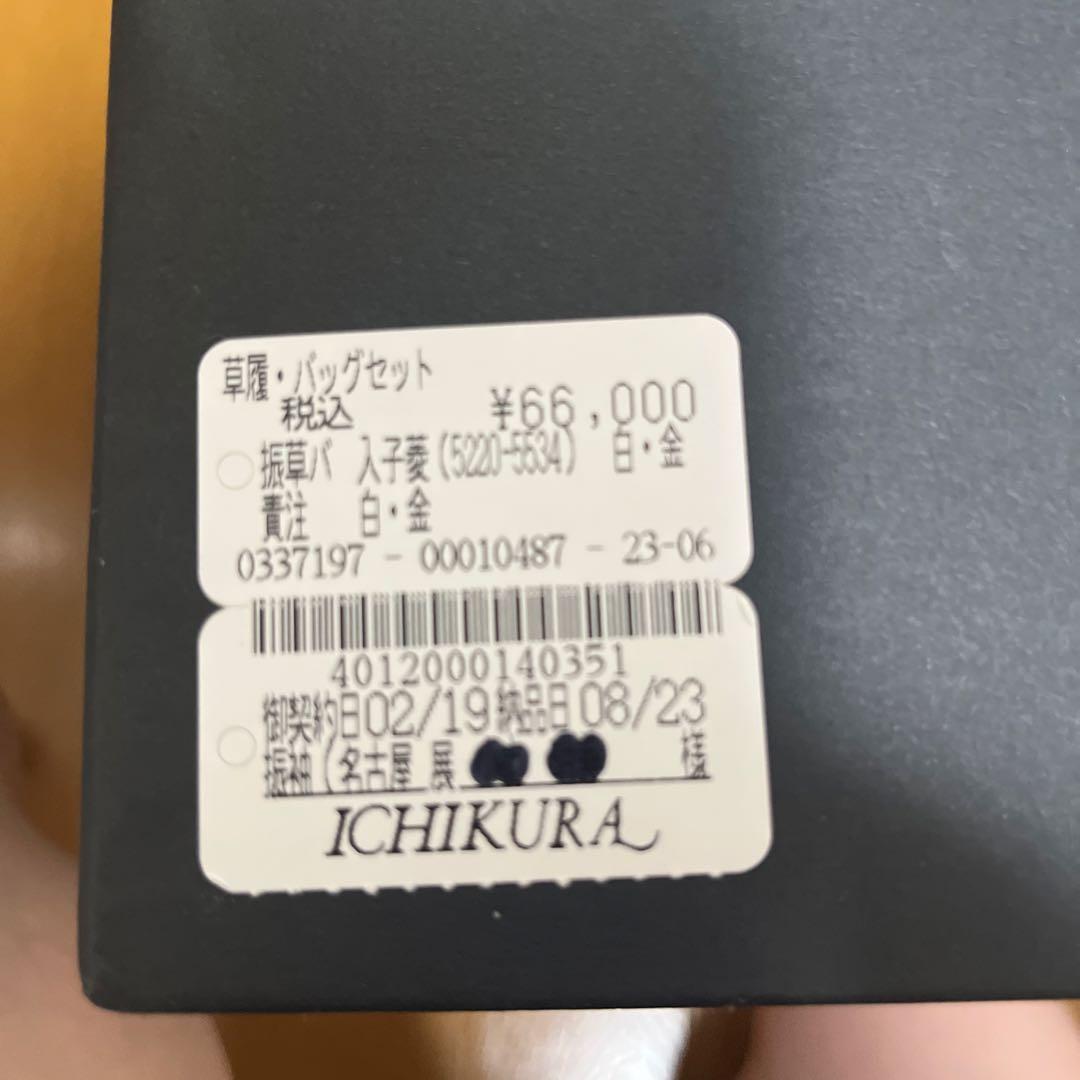 草履・バッグセット
税込 ¥66,000
振草バ 入子菱(5220-5534) 白・金
責注 白・金
0337197 - 00010487 - 23-06
4012000140351
御契約日02/19納品日08/23
振袖(名古屋 展 様
ICHIKURA